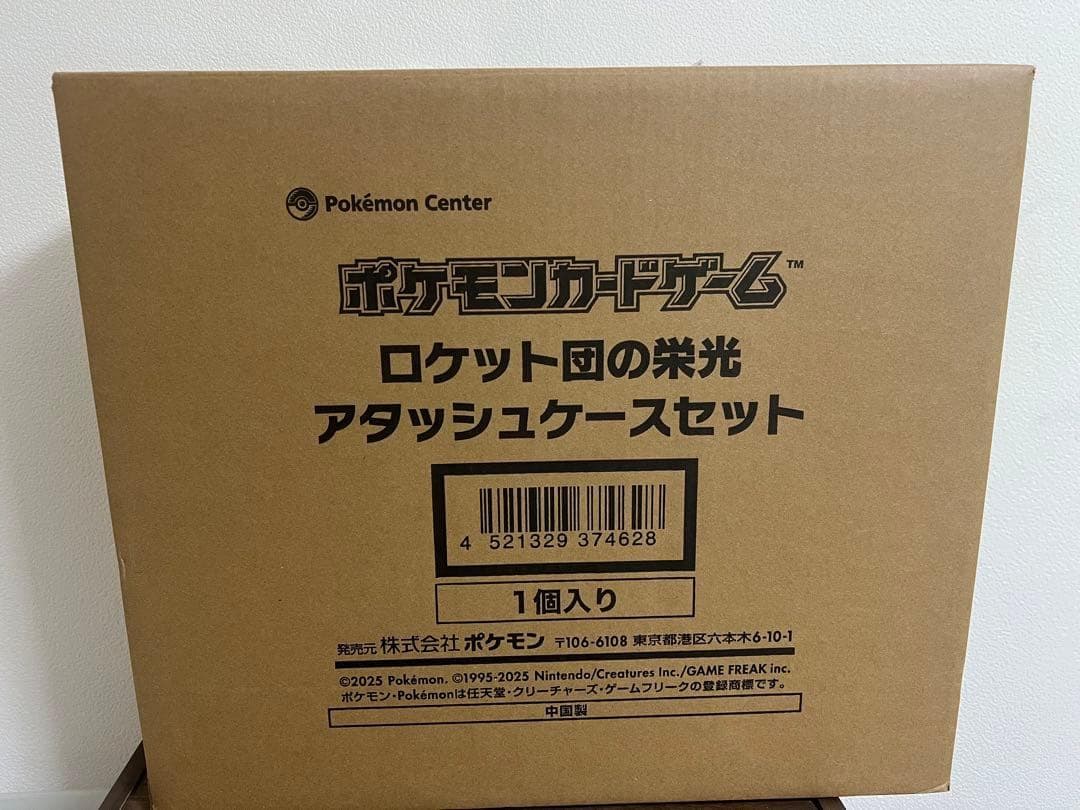 Pokémon Center
ポケモンカードゲーム™
ロケット団の栄光
アタッシュケースセット
4 521329 374628
1個入り
発売元 株式会社 ポケモン 〒106-6108 東京都港区六本木6-10-1
©2025 Pokémon. ©1995-2025 Nintendo/Creatures Inc./GAME FREAK inc.
ポケモン・Pokémonは任天堂・クリーチャーズ・ゲームフリークの登録商標です。
中国製